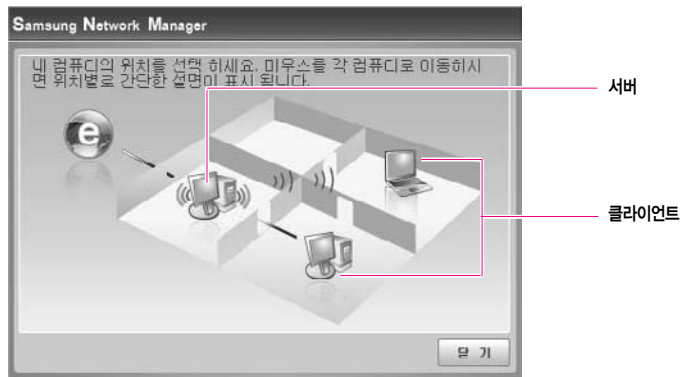 Samsung Network Manager
내 컴퓨터의 위치를 선택 하세요. 마우스를 각 컴퓨터로 이동하시
면 위치별로 간단한 설명이 표시 됩니다.
서버
클라이언트
e
닫 기